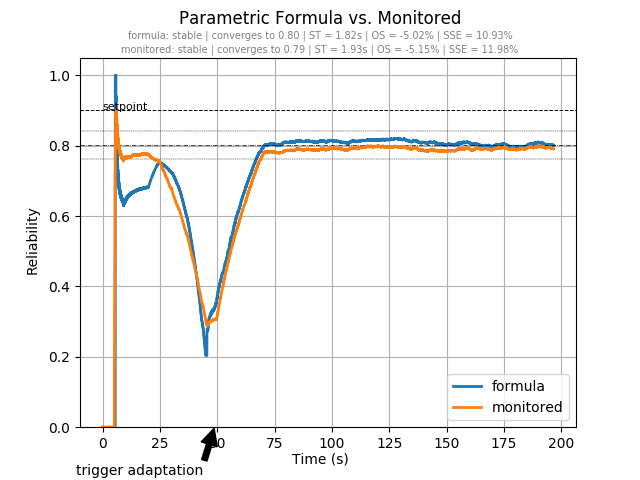 Parametric Formula vs. Monitored
formula: stable | converges to 0.80 | ST = 1.82s | OS = -5.02% | SSE = 10.93%
monitored: stable | converges to 0.79 | ST = 1.93s | OS = -5.15% | SSE = 11.98%
1.0
setpoint
0.8
0.6
Reliability
0.4
0.2
formula
monitored
0.0
0 25 50 75 100 125 150 175 200
Time (s)
trigger adaptation